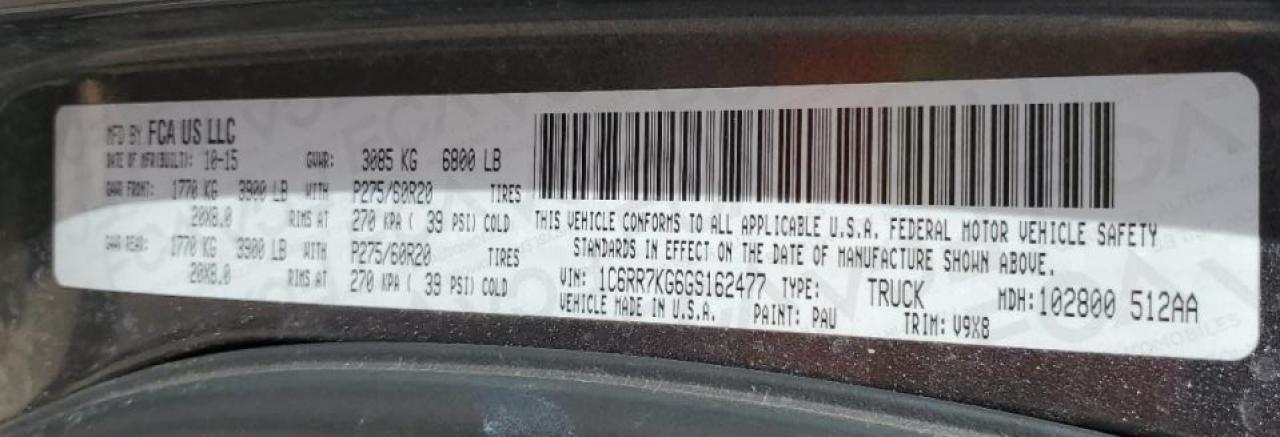 MFD BY FCA US LLC
DATE OF MFR(BUILT): 10-15 GVWR: 3085 KG 6800 LB
GAWR FRONT: 1770 KG 3900 LB WITH P275/60R20 TIRES
20X8.0 RIMS AT 270 KPA ( 39 PSI) COLD
GAWR REAR: 1770 KG 3900 LB WITH P275/60R20 TIRES
20X8.0 RIMS AT 270 KPA ( 39 PSI) COLD
THIS VEHICLE CONFORMS TO ALL APPLICABLE U.S.A. FEDERAL MOTOR VEHICLE SAFETY
STANDARDS IN EFFECT ON THE DATE OF MANUFACTURE SHOWN ABOVE.
VIN: 1C6RR7KG6GS162477 TYPE: TRUCK MDH: 102800 512AA
VEHICLE MADE IN U.S.A. PAINT: PAU TRIM: V9X8